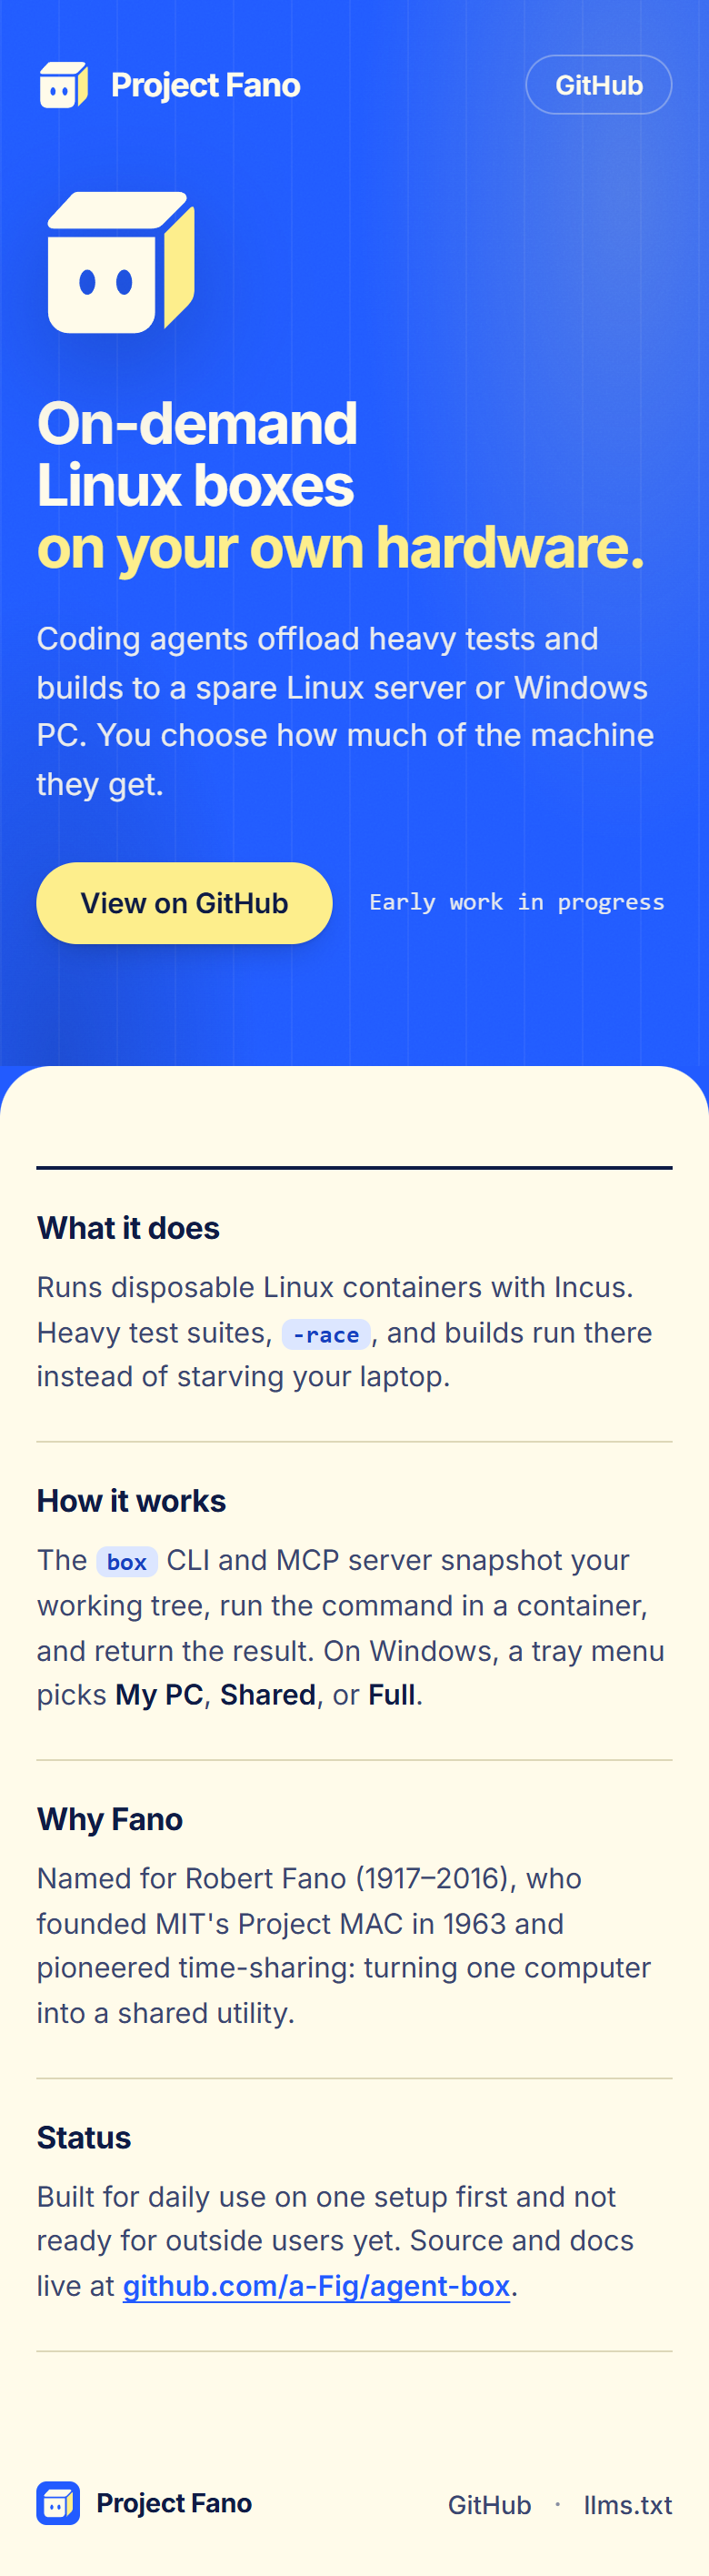 Project Fano
GitHub
On-demand
Linux boxes
on your own hardware.
Coding agents offload heavy tests and
builds to a spare Linux server or Windows
PC. You choose how much of the machine
they get.
View on GitHub
Early work in progress
What it does
Runs disposable Linux containers with Incus.
Heavy test suites, -race, and builds run there
instead of starving your laptop.
How it works
The box CLI and MCP server snapshot your
working tree, run the command in a container,
and return the result. On Windows, a tray menu
picks My PC, Shared, or Full.
Why Fano
Named for Robert Fano (1917–2016), who
founded MIT's Project MAC in 1963 and
pioneered time-sharing: turning one computer
into a shared utility.
Status
Built for daily use on one setup first and not
ready for outside users yet. Source and docs
live at github.com/a-Fig/agent-box.
Project Fano
GitHub · llms.txt